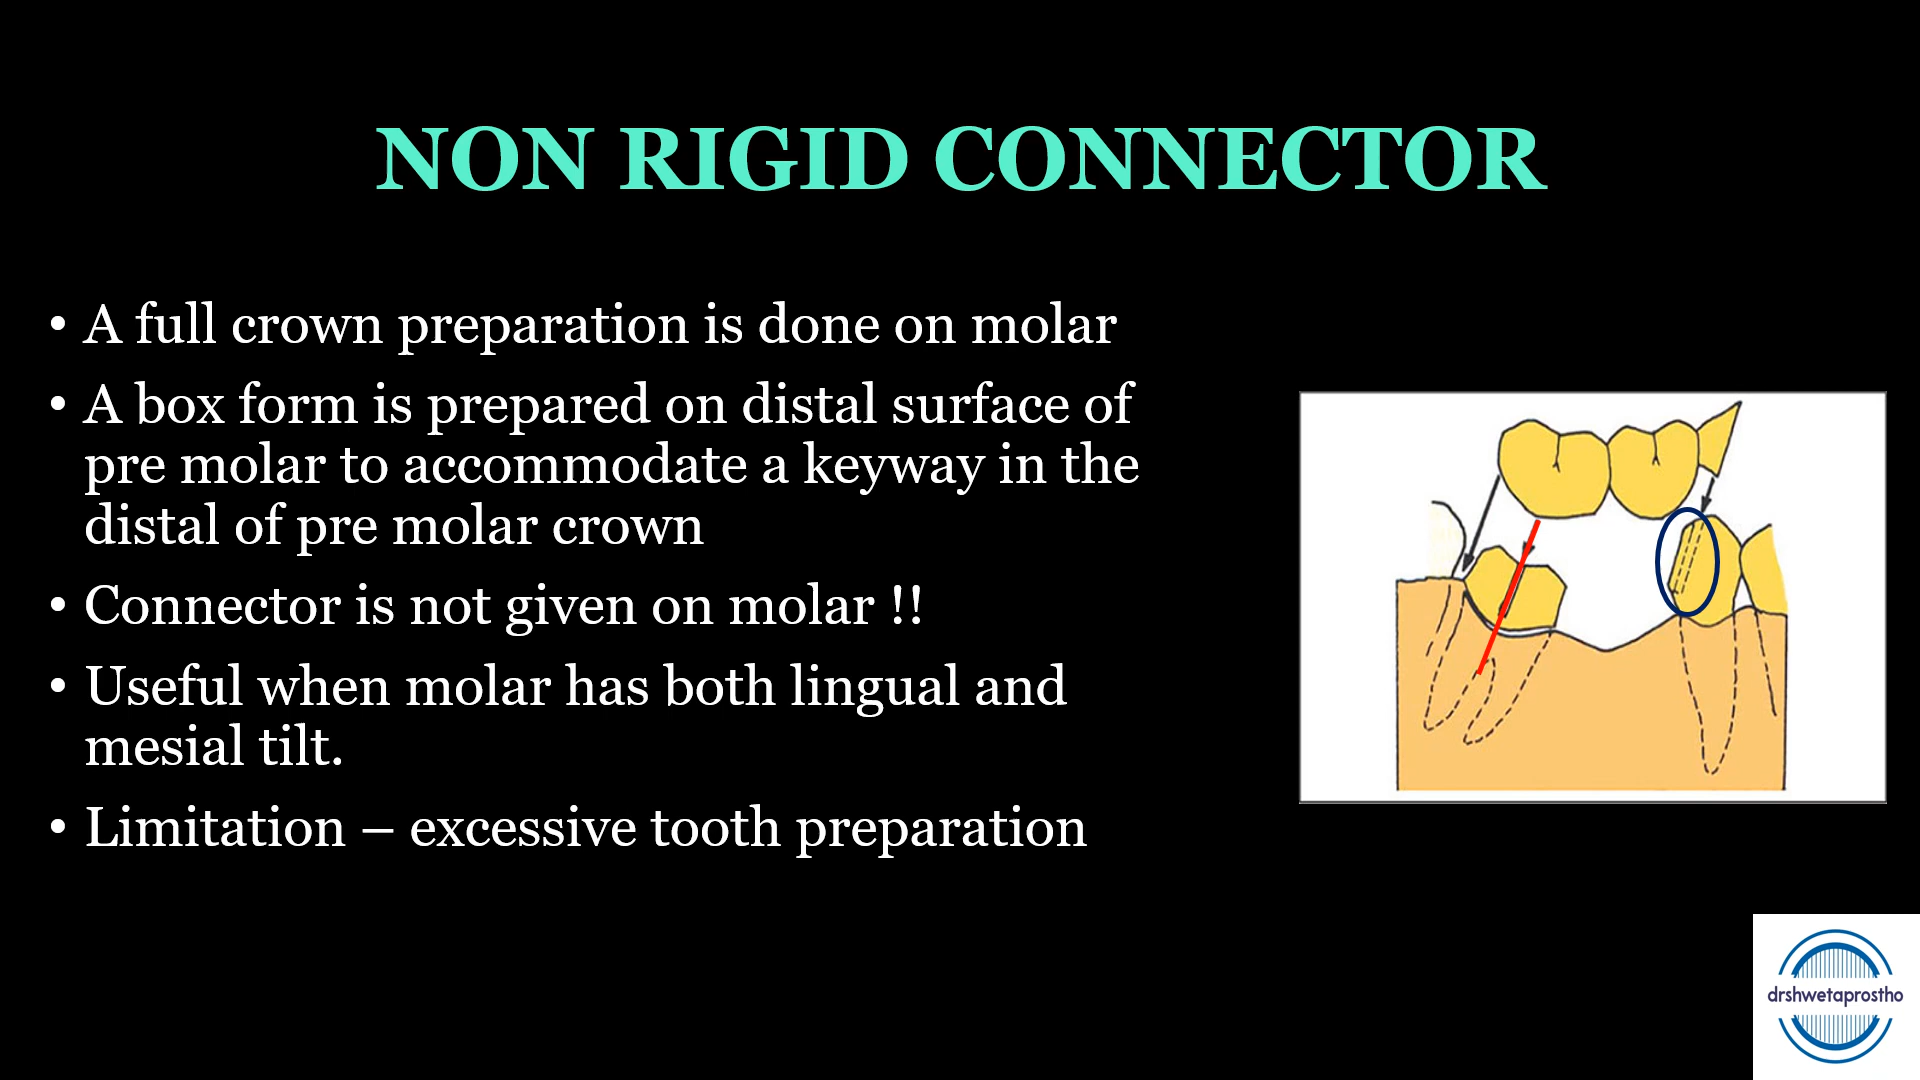 NON RIGID CONNECTOR
• A full crown preparation is done on molar
• A box form is prepared on distal surface of
pre molar to accommodate a keyway in the
distal of pre molar crown
• Connector is not given on molar !!
• Useful when molar has both lingual and
mesial tilt.
• Limitation – excessive tooth preparation
drshwetaprostho